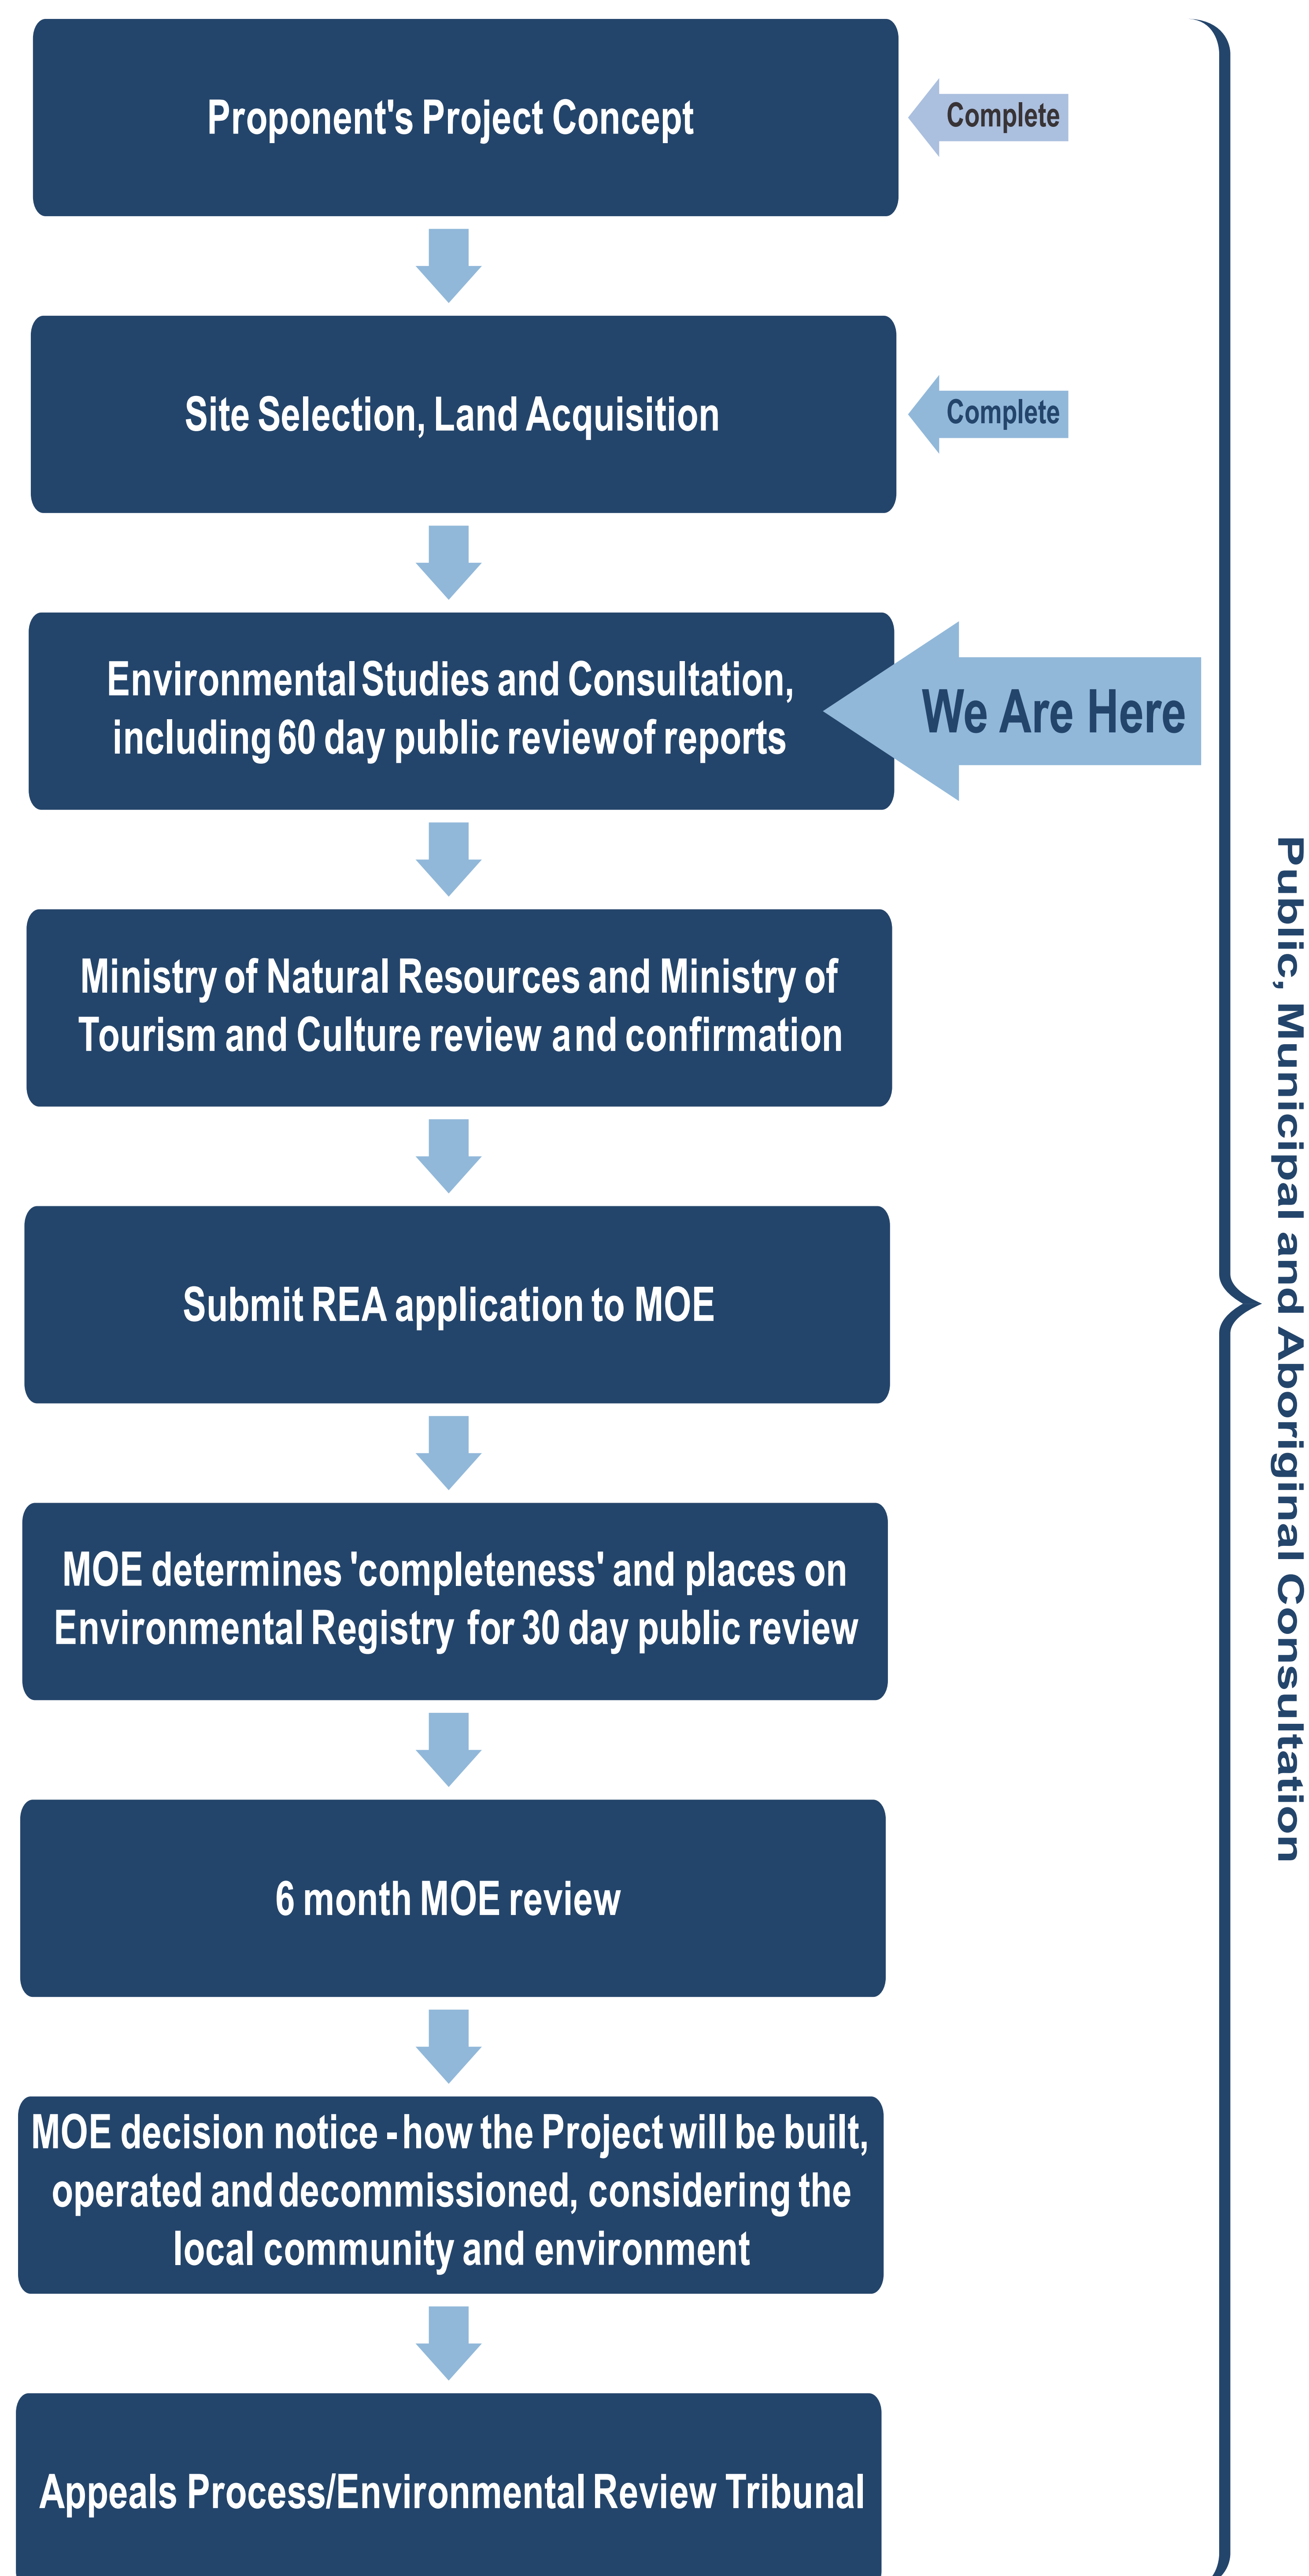 Proponent's Project Concept
Complete
Site Selection, Land Acquisition
Complete
Environmental Studies and Consultation,
including 60 day public review of reports
We Are Here
Ministry of Natural Resources and Ministry of
Tourism and Culture review and confirmation
Submit REA application to MOE
MOE determines 'completeness' and places on
Environmental Registry for 30 day public review
6 month MOE review
MOE decision notice - how the Project will be built,
operated and decommissioned, considering the
local community and environment
Appeals Process/Environmental Review Tribunal
Public, Municipal and Aboriginal Consultation